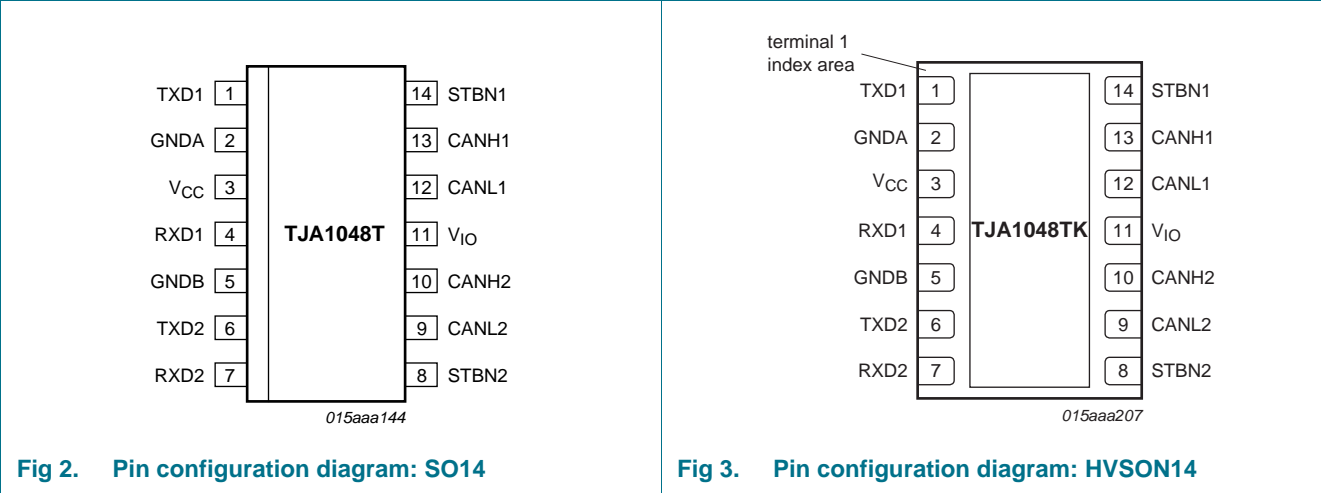 TXD1 1
GNDA 2
VCC 3
RXD1 4
GNDB 5
TXD2 6
RXD2 7
TJA1048T
14 STBN1
13 CANH1
12 CANL1
11 VIO
10 CANH2
9 CANL2
8 STBN2
015aaa144
Fig 2. Pin configuration diagram: SO14
terminal 1
index area
TXD1 1
GNDA 2
VCC 3
RXD1 4
GNDB 5
TXD2 6
RXD2 7
TJA1048TK
14 STBN1
13 CANH1
12 CANL1
11 VIO
10 CANH2
9 CANL2
8 STBN2
015aaa207
Fig 3. Pin configuration diagram: HVSON14